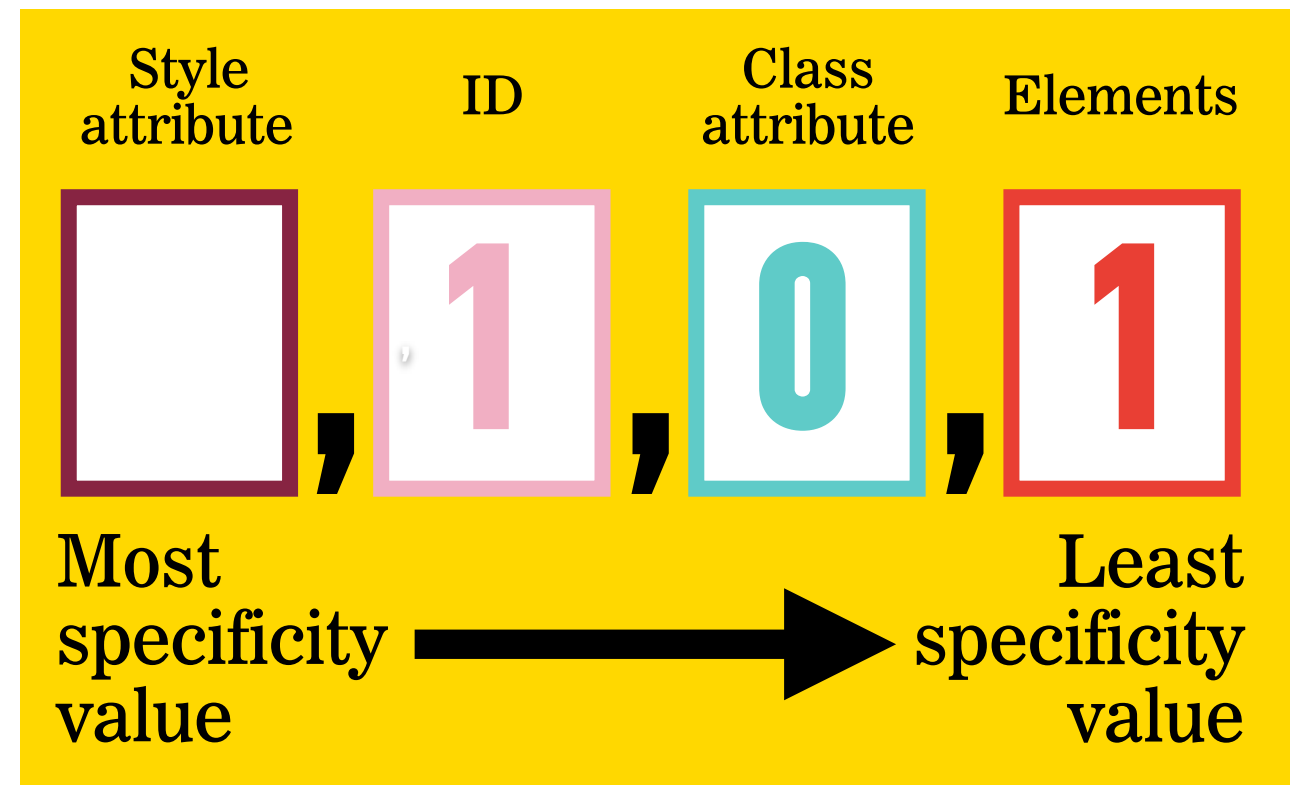 Style
attribute
ID
Class
attribute
Elements
, 1 , 0 , 1
,
Most
specificity
value
Least
specificity
value